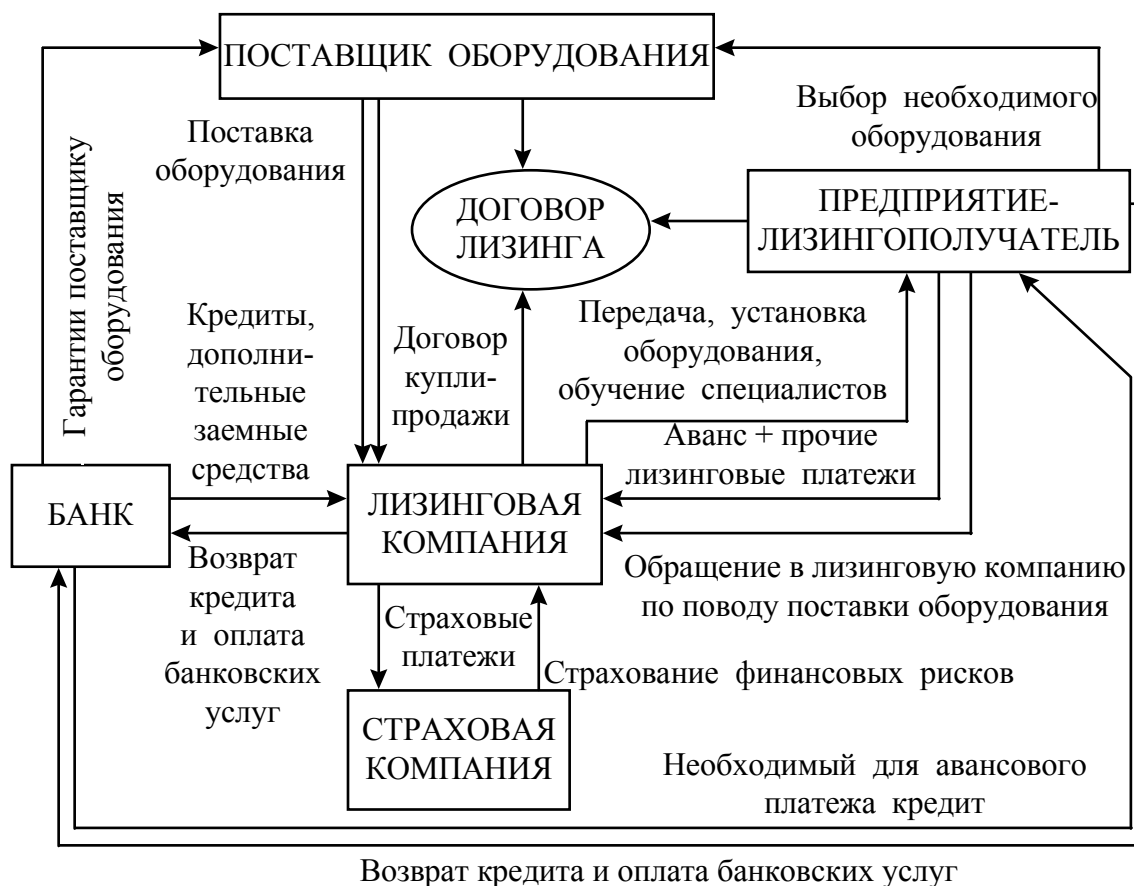 ПОСТАВЩИК ОБОРУДОВАНИЯ
Поставка
оборудования
Выбор необходимого
оборудования
Гарантии поставщику
оборудования
ДОГОВОР
ЛИЗИНГА
ПРЕДПРИЯТИЕ-
ЛИЗИНГОПОЛУЧАТЕЛЬ
Кредиты,
дополни-
тельные
заемные
средства
Договор
купли-
продажи
Передача, установка
оборудования,
обучение специалистов
Аванс + прочие
лизинговые платежи
БАНК
ЛИЗИНГОВАЯ
КОМПАНИЯ
Возврат
кредита
и оплата
банковских
услуг
Обращение в лизинговую компанию
по поводу поставки оборудования
Страховые
платежи
Страхование финансовых рисков
СТРАХОВАЯ
КОМПАНИЯ
Необходимый для авансового
платежа кредит
Возврат кредита и оплата банковских услуг